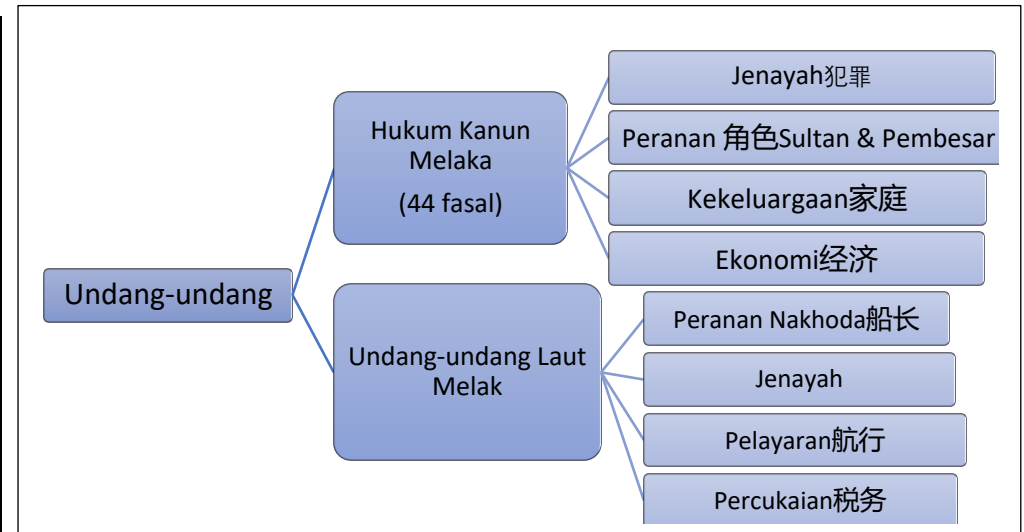 Undang-undang
Hukum Kanun
Melaka
(44 fasal)
Jenayah犯罪
Peranan 角色Sultan & Pembesar
Kekeluargaan家庭
Ekonomi经济
Undang-undang Laut
Melak
Peranan Nakhoda船长
Jenayah
Pelayaran航行
Percukaian税务